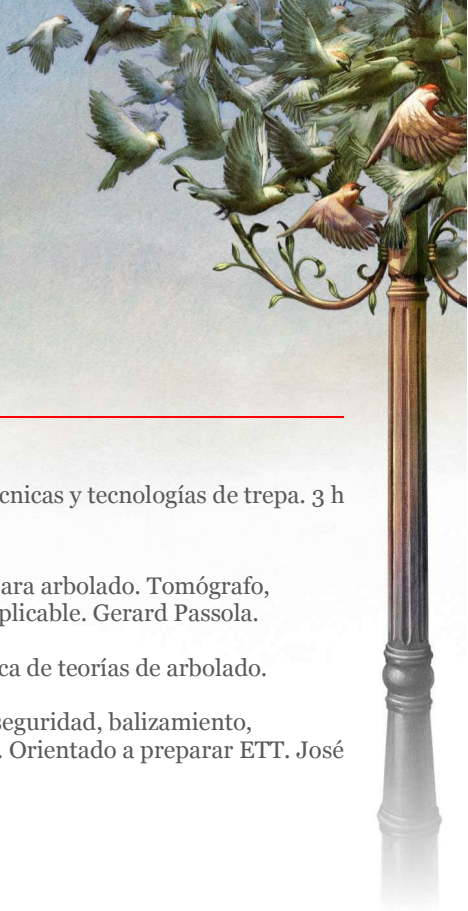 cnicas y tecnologías de trepa. 3 h
ara arbolado. Tomógrafo,
plicable. Gerard Passola.
ca de teorías de arbolado.
seguridad, balizamiento,
. Orientado a preparar ETT. José